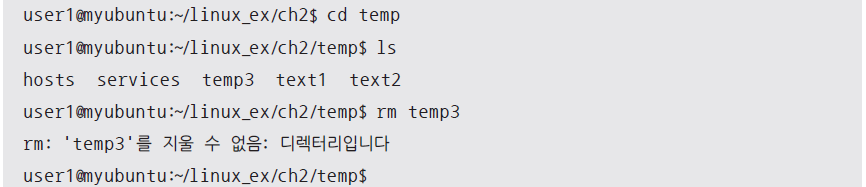 user1@myubuntu:~/linux_ex/ch2$ cd temp
user1@myubuntu:~/linux_ex/ch2/temp$ ls
hosts  services  temp3  text1  text2
user1@myubuntu:~/linux_ex/ch2/temp$ rm temp3
rm: 'temp3'를 지울 수 없음: 디렉터리입니다
user1@myubuntu:~/linux_ex/ch2/temp$